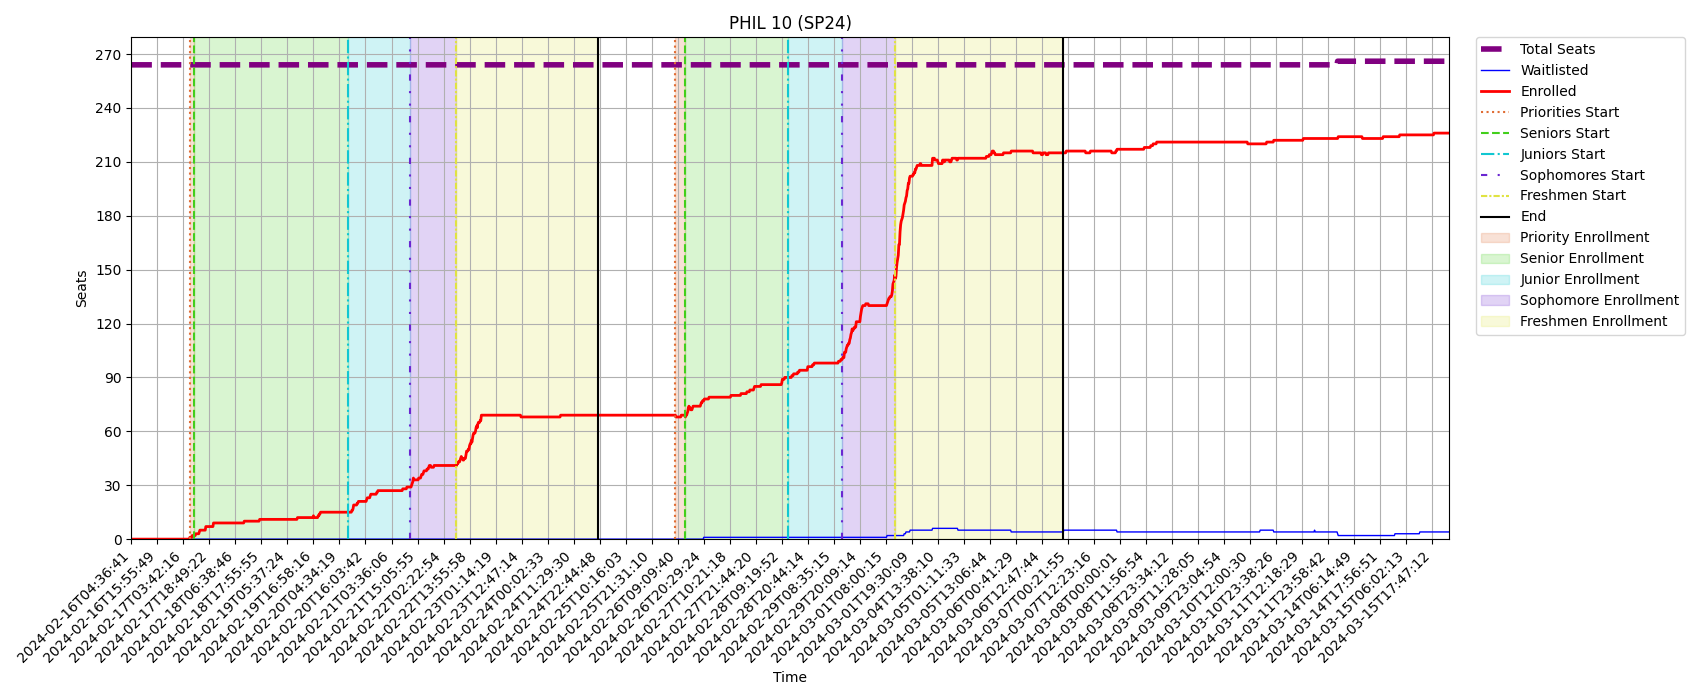 PHIL 10 (SP24)
270
240
210
180
150
120
90
60
30
0
Seats
2024-02-16T04:36:41
2024-02-16T15:55:49
2024-02-17T03:42:16
2024-02-17T18:49:22
2024-02-18T06:38:46
2024-02-18T17:55:55
2024-02-19T05:37:24
2024-02-19T16:58:16
2024-02-20T04:34:19
2024-02-20T16:03:42
2024-02-21T03:36:06
2024-02-21T15:05:55
2024-02-22T02:22:54
2024-02-22T13:55:58
2024-02-23T01:14:19
2024-02-23T12:47:14
2024-02-24T00:02:33
2024-02-24T11:29:30
2024-02-24T22:44:48
2024-02-25T10:16:03
2024-02-25T21:31:10
2024-02-26T09:09:40
2024-02-26T20:29:24
2024-02-27T10:21:18
2024-02-27T21:44:20
2024-02-28T09:19:52
2024-02-28T20:44:14
2024-02-29T08:35:15
2024-02-29T20:09:14
2024-03-01T08:00:15
2024-03-01T19:30:09
2024-03-04T13:38:10
2024-03-05T01:11:33
2024-03-05T13:06:44
2024-03-06T00:41:29
2024-03-06T12:47:44
2024-03-07T00:21:55
2024-03-07T12:23:16
2024-03-08T00:00:01
2024-03-08T11:56:54
2024-03-08T23:34:12
2024-03-09T11:28:05
2024-03-09T23:04:54
2024-03-10T12:00:30
2024-03-10T23:38:26
2024-03-11T12:18:29
2024-03-11T23:58:42
2024-03-14T06:14:49
2024-03-14T17:56:51
2024-03-15T06:02:13
2024-03-15T17:47:12
Time
Total Seats
Waitlisted
Enrolled
Priorities Start
Seniors Start
Juniors Start
Sophomores Start
Freshmen Start
End
Priority Enrollment
Senior Enrollment
Junior Enrollment
Sophomore Enrollment
Freshmen Enrollment